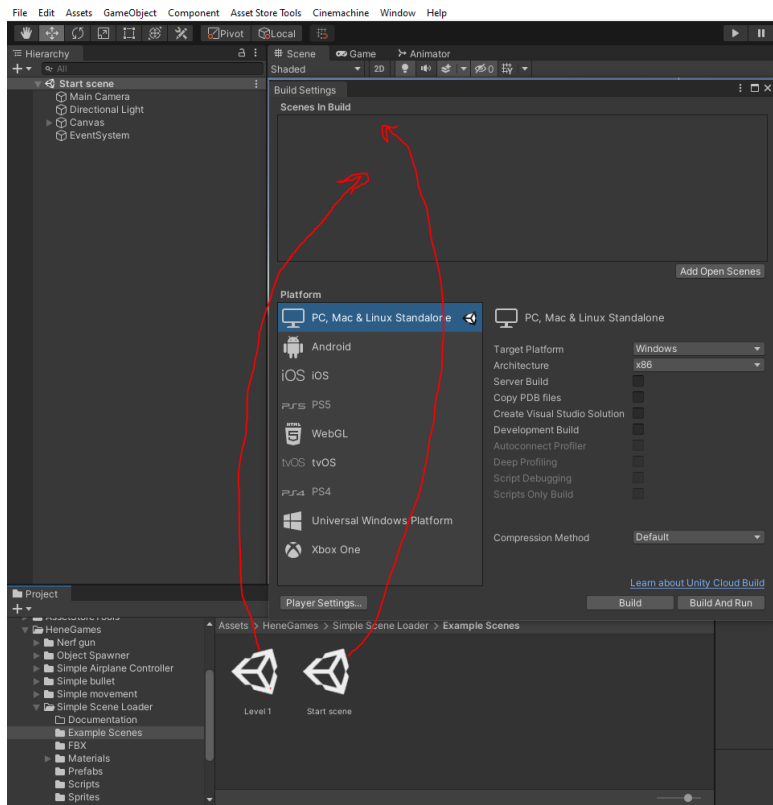 File Edit Assets GameObject Component Asset Store Tools Cinemachine Window Help
Pivot Local
Hierarchy
Scene Game Animator
All
Shaded 2D 0
Start scene
Main Camera
Directional Light
Canvas
EventSystem
Build Settings
Scenes In Build
Add Open Scenes
Platform
PC, Mac & Linux Standalone
Android
iOS iOS
PS5 PS5
HTML 5 WebGL
tvOS tvOS
PS4 PS4
Universal Windows Platform
Xbox One
PC, Mac & Linux Standalone
Target Platform Windows
Architecture x86
Server Build
Copy PDB files
Create Visual Studio Solution
Development Build
Autoconnect Profiler
Deep Profiling
Script Debugging
Scripts Only Build
Compression Method Default
Learn about Unity Cloud Build
Player Settings... Build Build And Run
Project
AssetStoreTools
HeneGames
Nerf gun
Object Spawner
Simple Airplane Controller
Simple bullet
Simple movement
Simple Scene Loader
Documentation
Example Scenes
FBX
Materials
Prefabs
Scripts
Sprites
Assets > HeneGames > Simple Scene Loader > Example Scenes
Level 1 Start scene